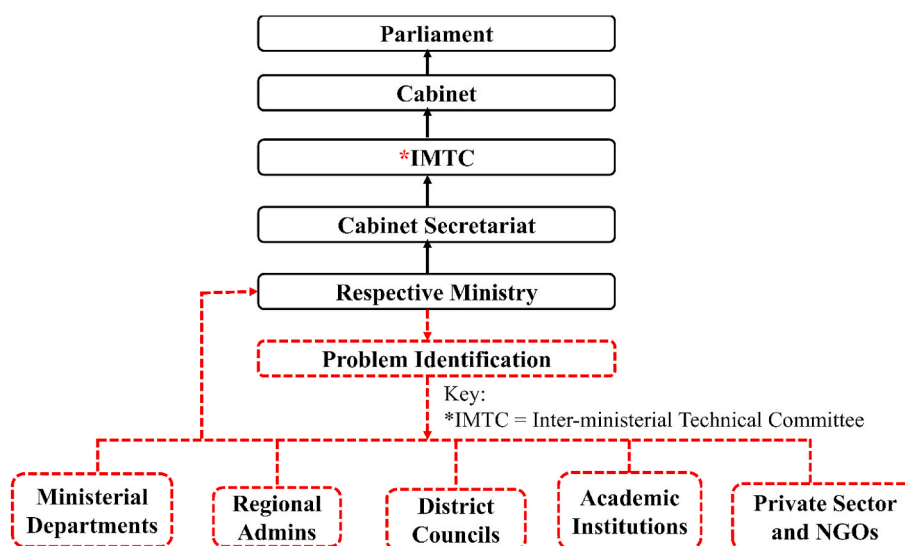 Parliament
Cabinet
*IMTC
Cabinet Secretariat
Respective Ministry
Problem Identification
Key:
*IMTC = Inter-ministerial Technical Committee
Ministerial
Departments
Regional
Admins
District
Councils
Academic
Institutions
Private Sector
and NGOs